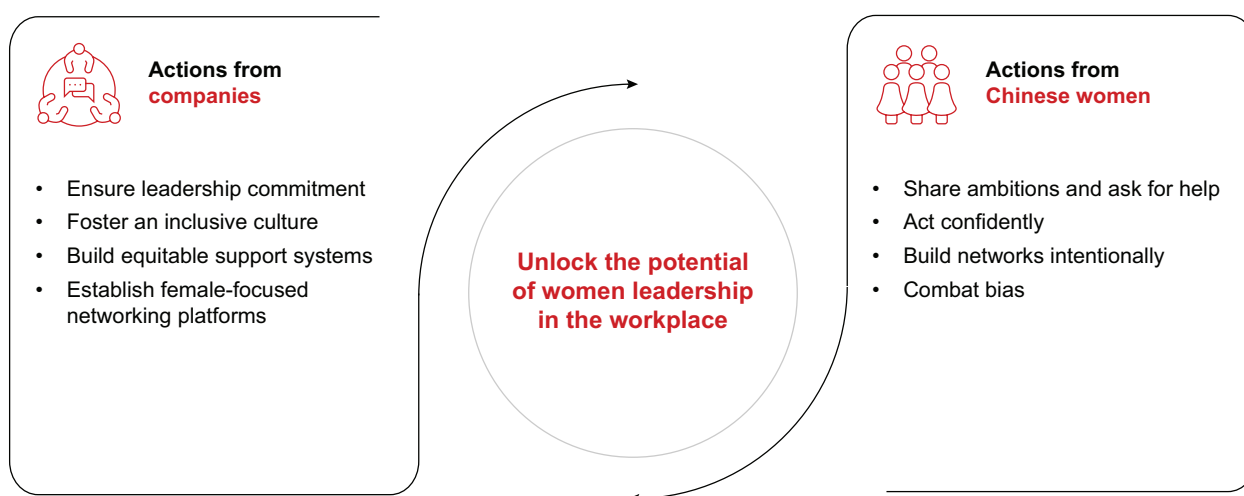 Actions from
companies
• Ensure leadership commitment
• Foster an inclusive culture
• Build equitable support systems
• Establish female-focused
networking platforms
Unlock the potential
of women leadership
in the workplace
Actions from
Chinese women
• Share ambitions and ask for help
• Act confidently
• Build networks intentionally
• Combat bias